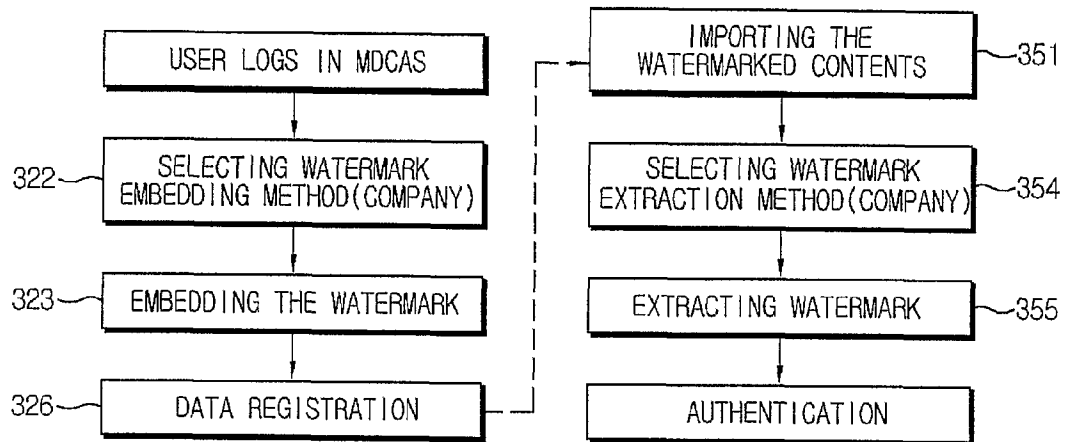 USER LOGS IN MDCAS
322
SELECTING WATERMARK
EMBEDDING METHOD(COMPANY)
323
EMBEDDING THE WATERMARK
326
DATA REGISTRATION
IMPORTING THE
WATERMARKED CONTENTS
351
SELECTING WATERMARK
EXTRACTION METHOD(COMPANY)
354
EXTRACTING WATERMARK
355
AUTHENTICATION